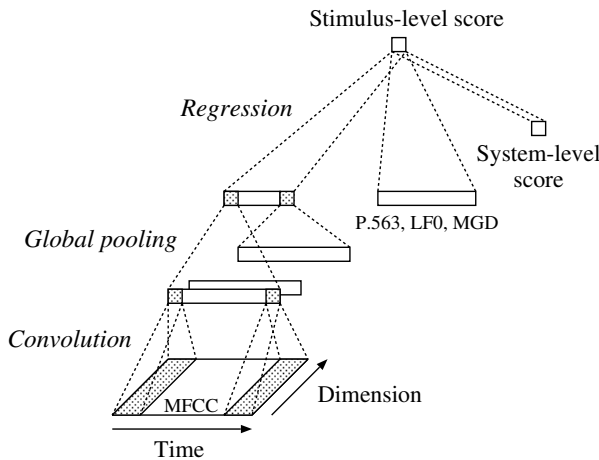 Stimulus-level score
Regression
System-level
score
P.563, LF0, MGD
Global pooling
Convolution
MFCC
Dimension
Time